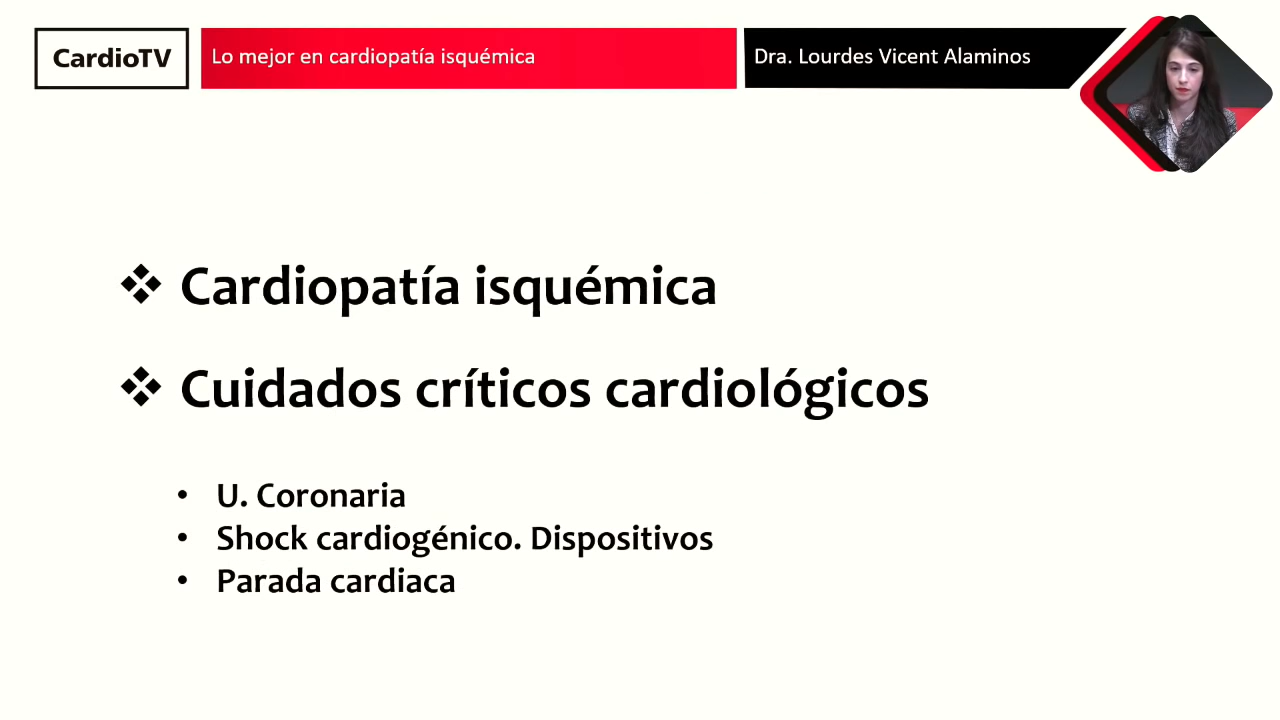 CardioTV
Lo mejor en cardiopatía isquémica
Dra. Lourdes Vicent Alaminos
❖ Cardiopatía isquémica
❖ Cuidados críticos cardiológicos
• U. Coronaria
• Shock cardiogénico. Dispositivos
• Parada cardiaca